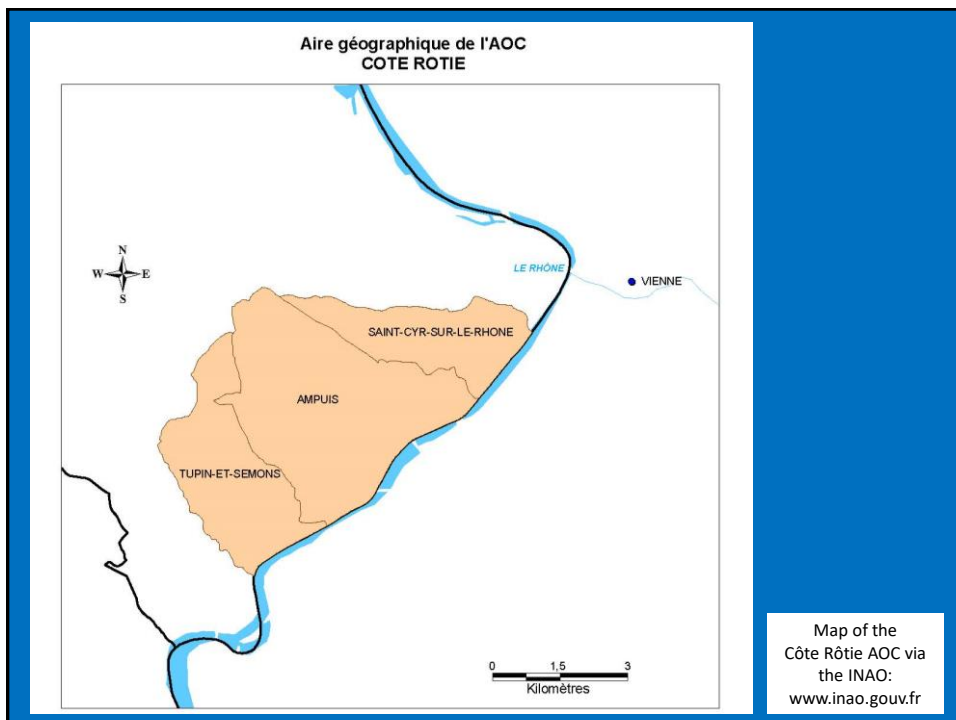 Aire géographique de l'AOC
COTE ROTIE
N
W E
S
LE RHÔNE
VIENNE
SAINT-CYR-SUR-LE-RHONE
AMPUIS
TUPIN-ET-SEMONS
0 1,5 3
Kilomètres
Map of the
Côte Rôtie AOC via
the INAO:
www.inao.gouv.fr